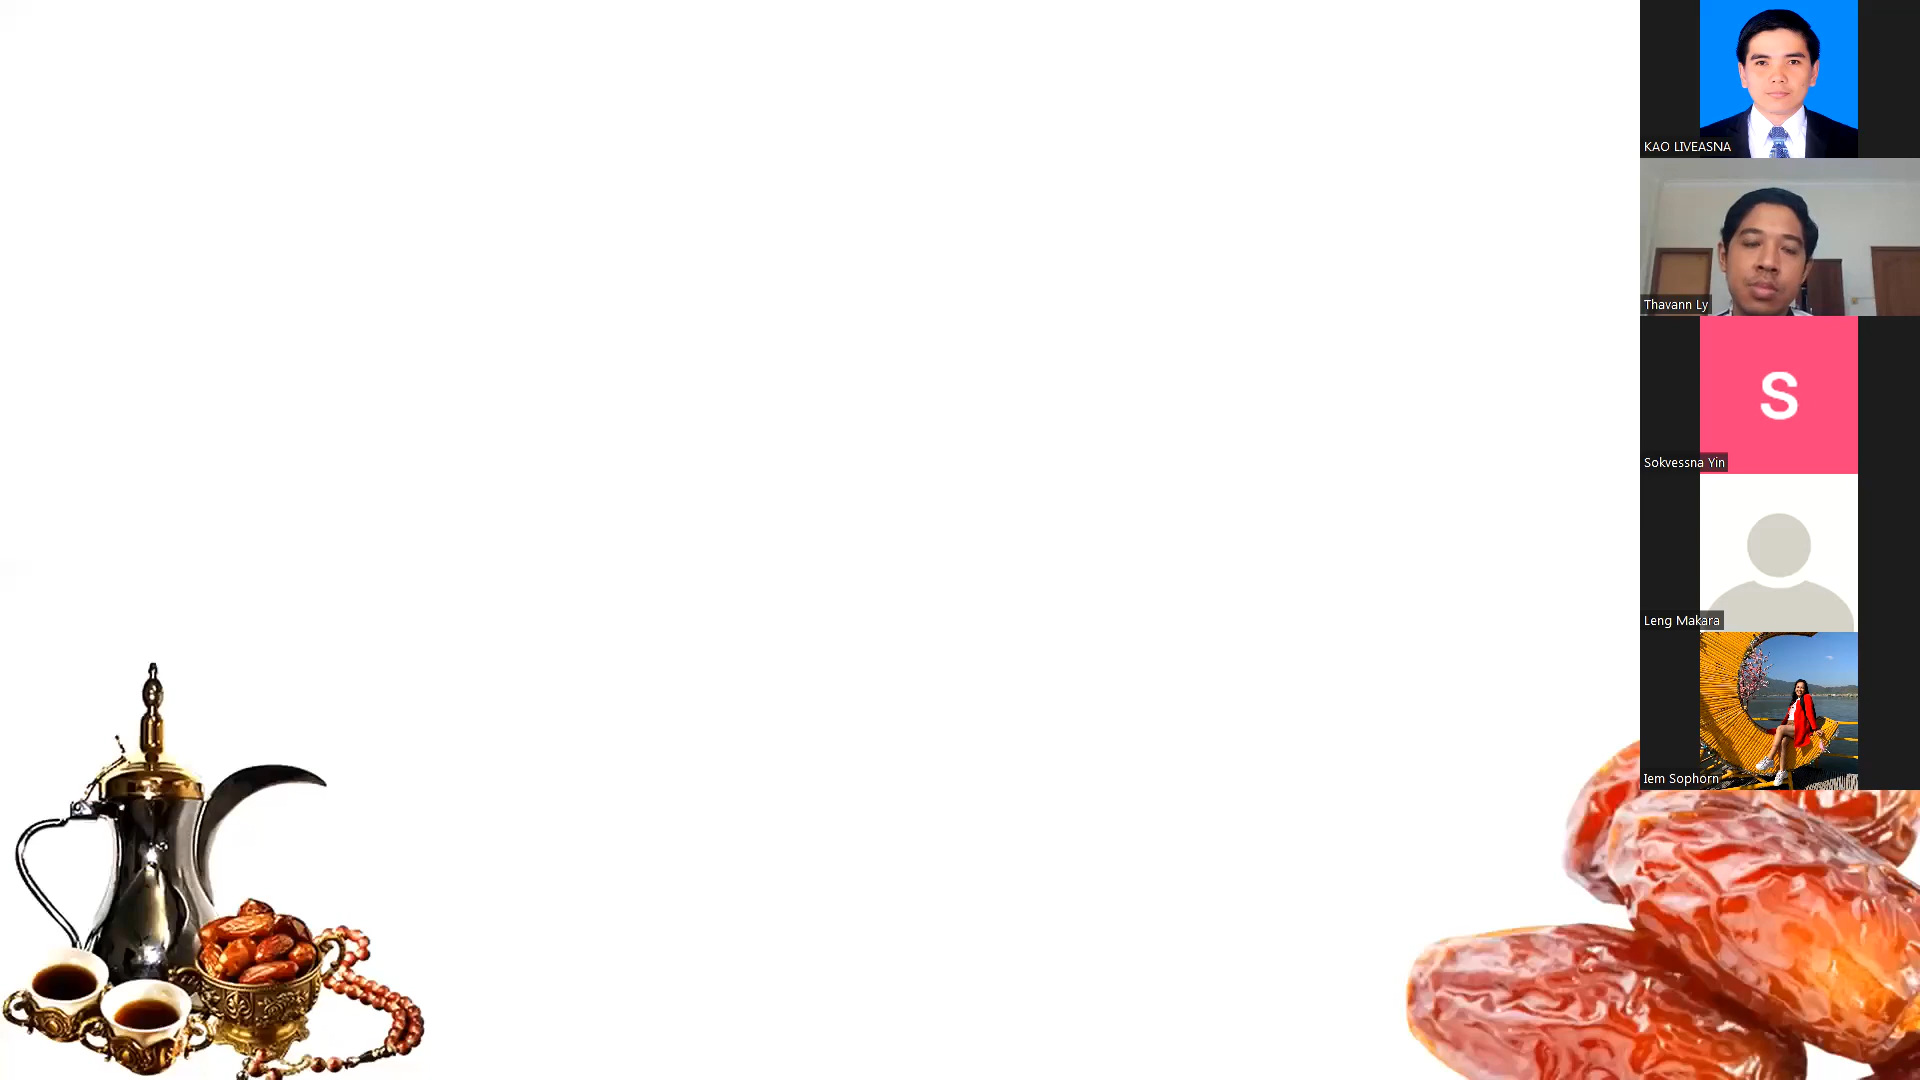 KAO LIVEASNA
Thavann Ly
S
Sokvessna Yin
Leng Makara
Iem Sophorn